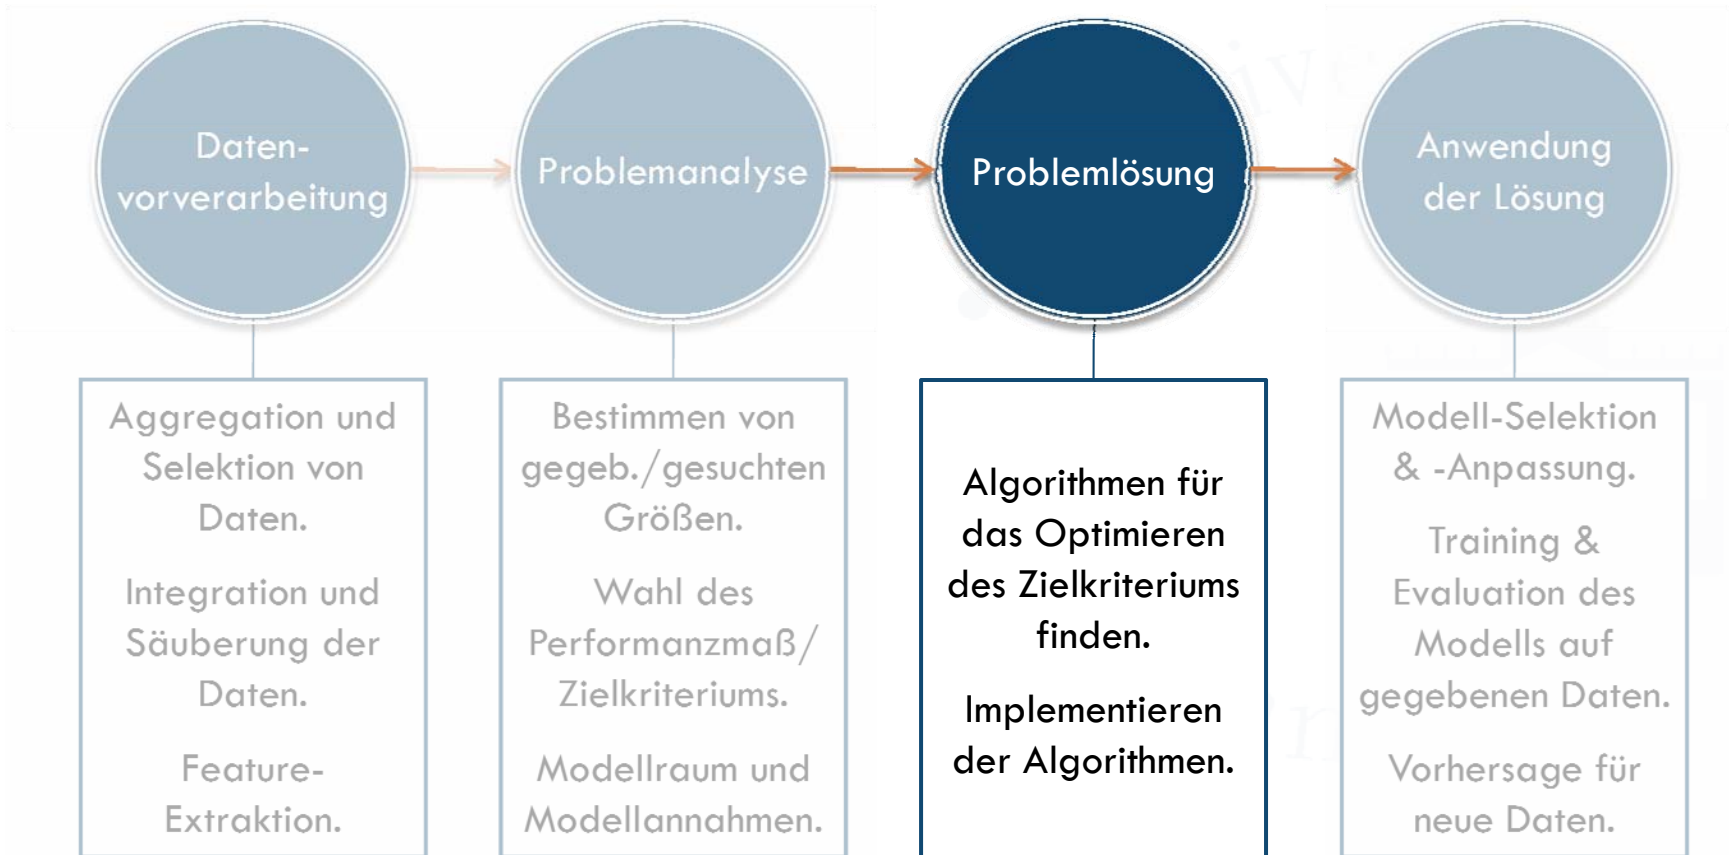 Daten-
vorverarbeitung
Problemanalyse
Problemlösung
Anwendung
der Lösung
Aggregation und
Selektion von
Daten.
Integration und
Säuberung der
Daten.
Feature-
Extraktion.
Bestimmen von
gegeb./gesuchten
Größen.
Wahl des
Performanzmaß/
Zielkriteriums.
Modellraum und
Modellannahmen.
Algorithmen für
das Optimieren
des Zielkriteriums
finden.
Implementieren
der Algorithmen.
Modell-Selektion
& -Anpassung.
Training &
Evaluation des
Modells auf
gegebenen Daten.
Vorhersage für
neue Daten.